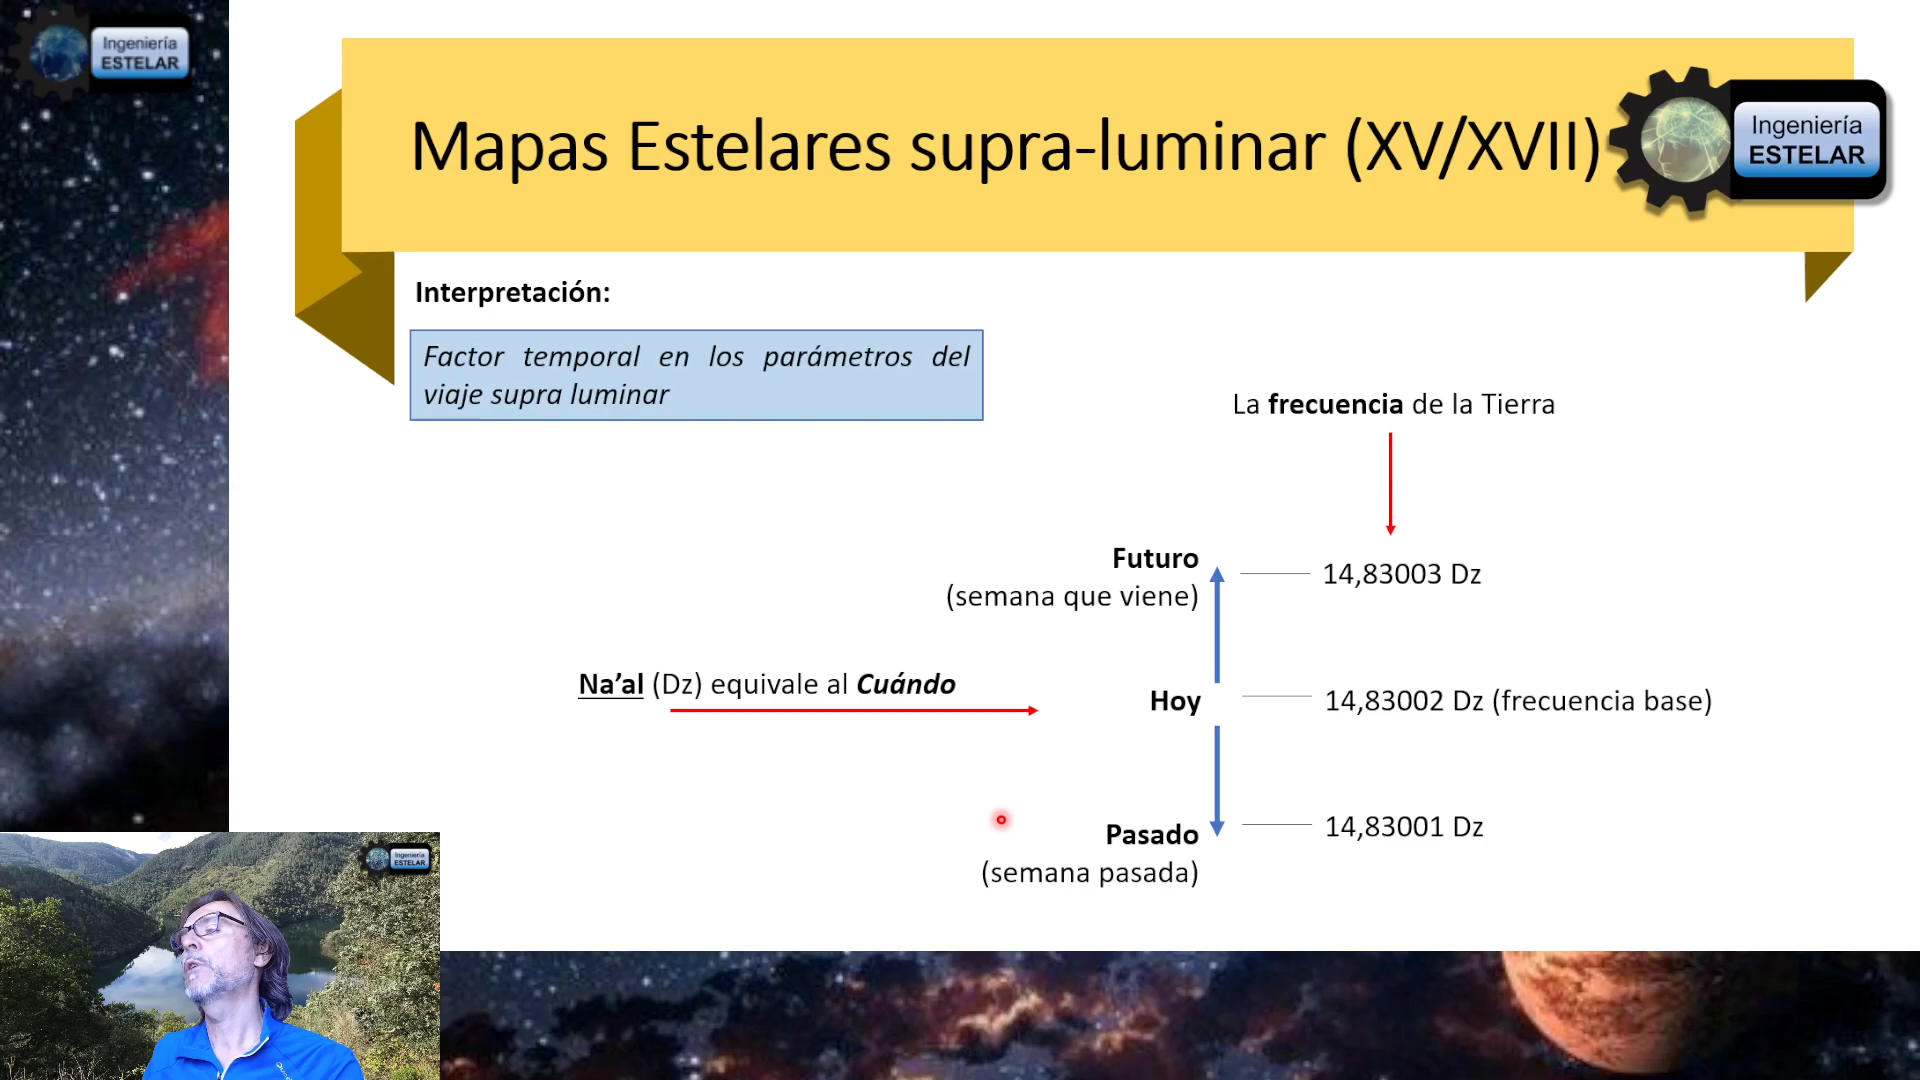 Ingeniería
ESTELAR
Mapas Estelares supra-luminar (XV/XVII)
Ingeniería
ESTELAR
Interpretación:
Factor temporal en los parámetros del
viaje supra luminar
La frecuencia de la Tierra
Futuro
(semana que viene)
14,83003 Dz
Na’al (Dz) equivale al Cuándo
Hoy
14,83002 Dz (frecuencia base)
Pasado
(semana pasada)
14,83001 Dz
Ingeniería
ESTELAR